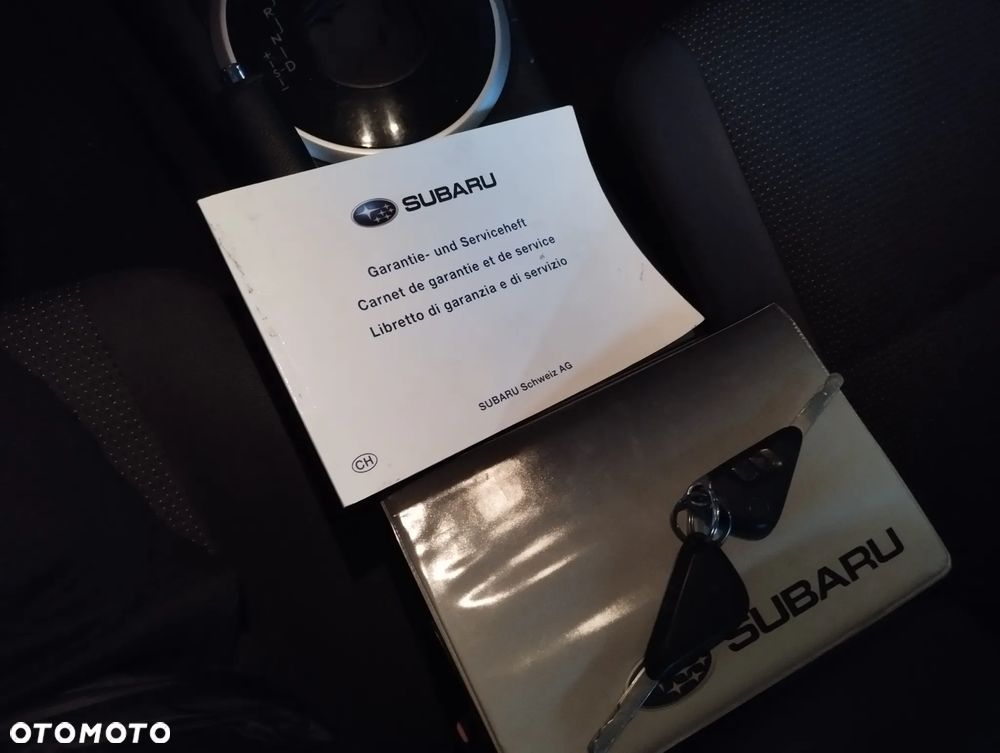 R
N
D
+
SUBARU
Garantie- und Serviceheft
Carnet de garantie et de service
Libretto di garanzia e di servizio
SUBARU Schweiz AG
CH
SUBARU
OTOMOTO